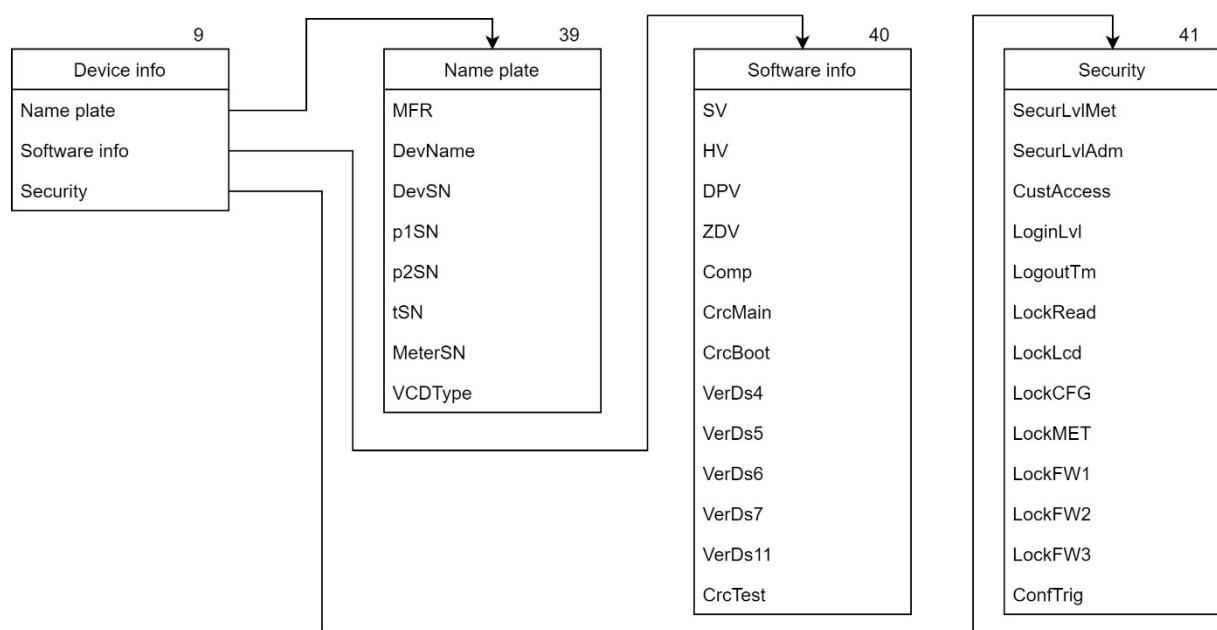 9
Device info
Name plate
Software info
Security
39
Name plate
MFR
DevName
DevSN
p1SN
p2SN
tSN
MeterSN
VCDType
40
Software info
SV
HV
DPV
ZDV
Comp
CrcMain
CrcBoot
VerDs4
VerDs5
VerDs6
VerDs7
VerDs11
CrcTest
41
Security
SecurLvlMet
SecurLvlAdm
CustAccess
LoginLvl
LogoutTm
LockRead
LockLcd
LockCFG
LockMET
LockFW1
LockFW2
LockFW3
ConfTrig